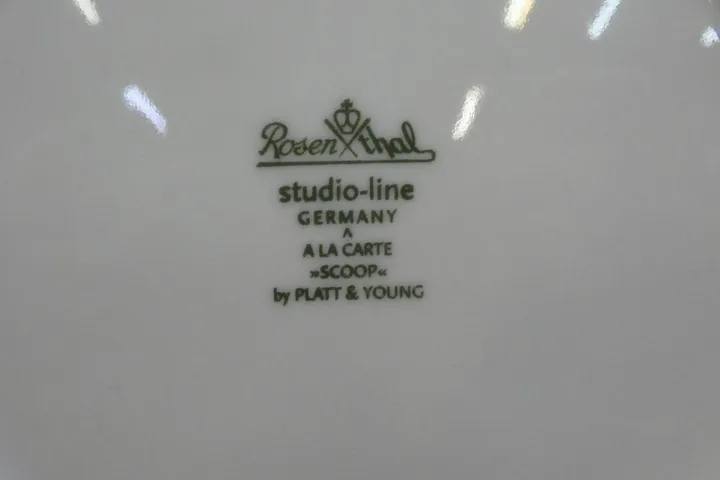 Rosenthal
studio-line
GERMANY
^
A LA CARTE
»SCOOP«
by PLATT & YOUNG